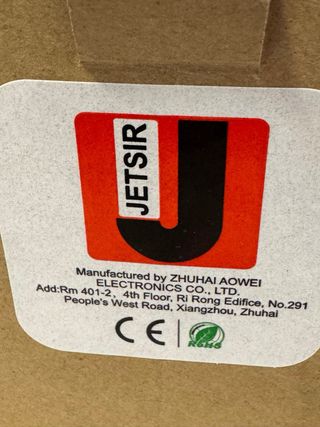 JETSIR
J
Manufactured by ZHUHAI AOWEI
ELECTRONICS CO., LTD.
Add:Rm 401-2, 4th Floor, Ri Rong Edifice, No.291
People's West Road, Xiangzhou, Zhuhai
CE RoHS